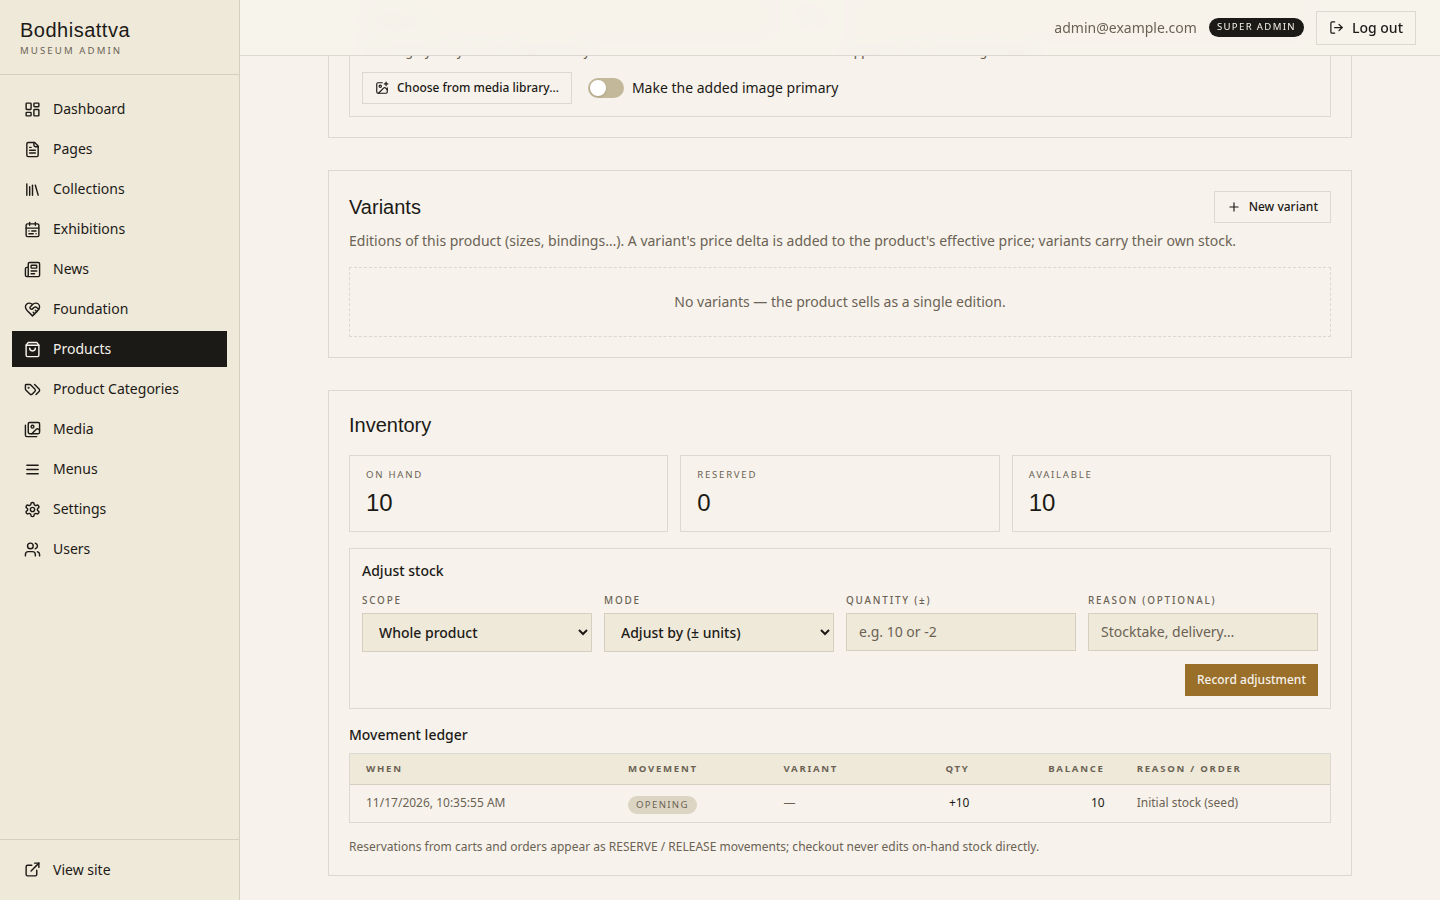 Bodhisattva
MUSEUM ADMIN
admin@example.com
SUPER ADMIN
Log out
Dashboard
Pages
Collections
Exhibitions
News
Foundation
Products
Product Categories
Media
Menus
Settings
Users
View site
Choose from media library...
Make the added image primary
Variants
New variant
Editions of this product (sizes, bindings…). A variant's price delta is added to the product's effective price; variants carry their own stock.
No variants — the product sells as a single edition.
Inventory
ON HAND
10
RESERVED
0
AVAILABLE
10
Adjust stock
SCOPE
MODE
QUANTITY (±)
REASON (OPTIONAL)
Whole product
Adjust by (± units)
e.g. 10 or -2
Stocktake, delivery…
Record adjustment
Movement ledger
WHEN MOVEMENT VARIANT QTY BALANCE REASON / ORDER
11/17/2026, 10:35:55 AM OPENING — +10 10 Initial stock (seed)
Reservations from carts and orders appear as RESERVE / RELEASE movements; checkout never edits on-hand stock directly.